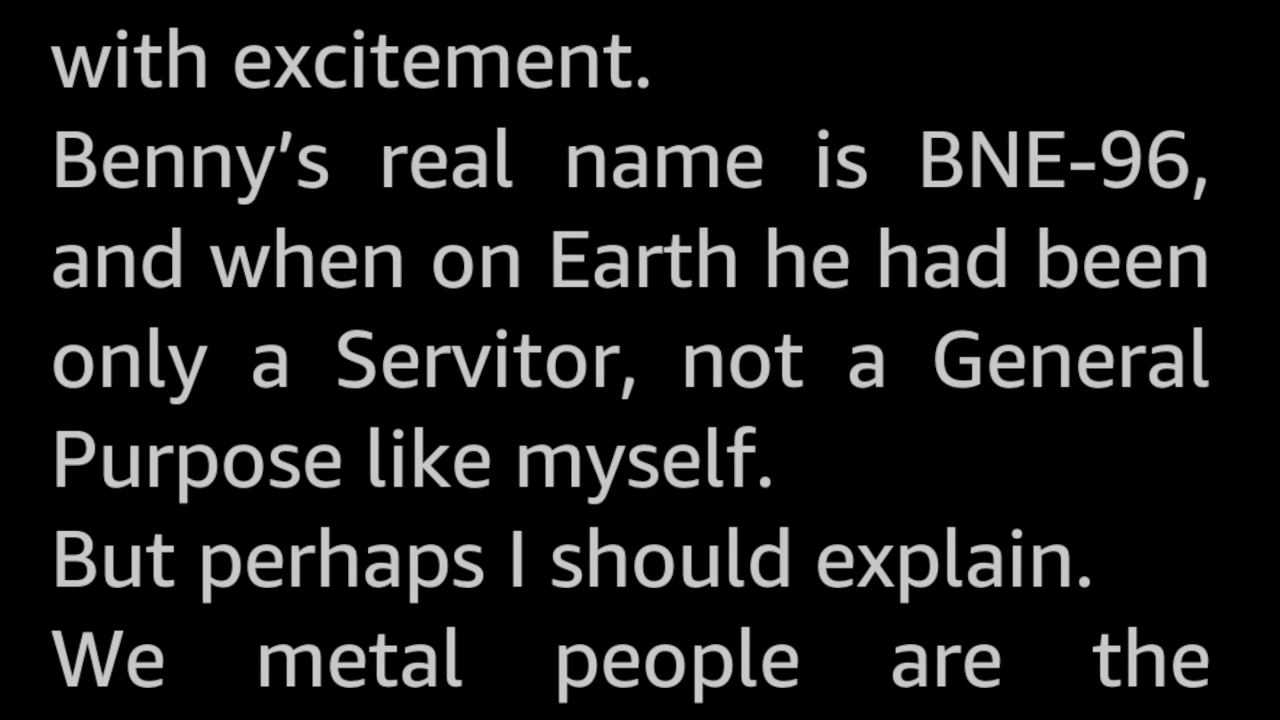 with excitement.
Benny’s real name is BNE-96,
and when on Earth he had been
only a Servitor, not a General
Purpose like myself.
But perhaps I should explain.
We metal people are the